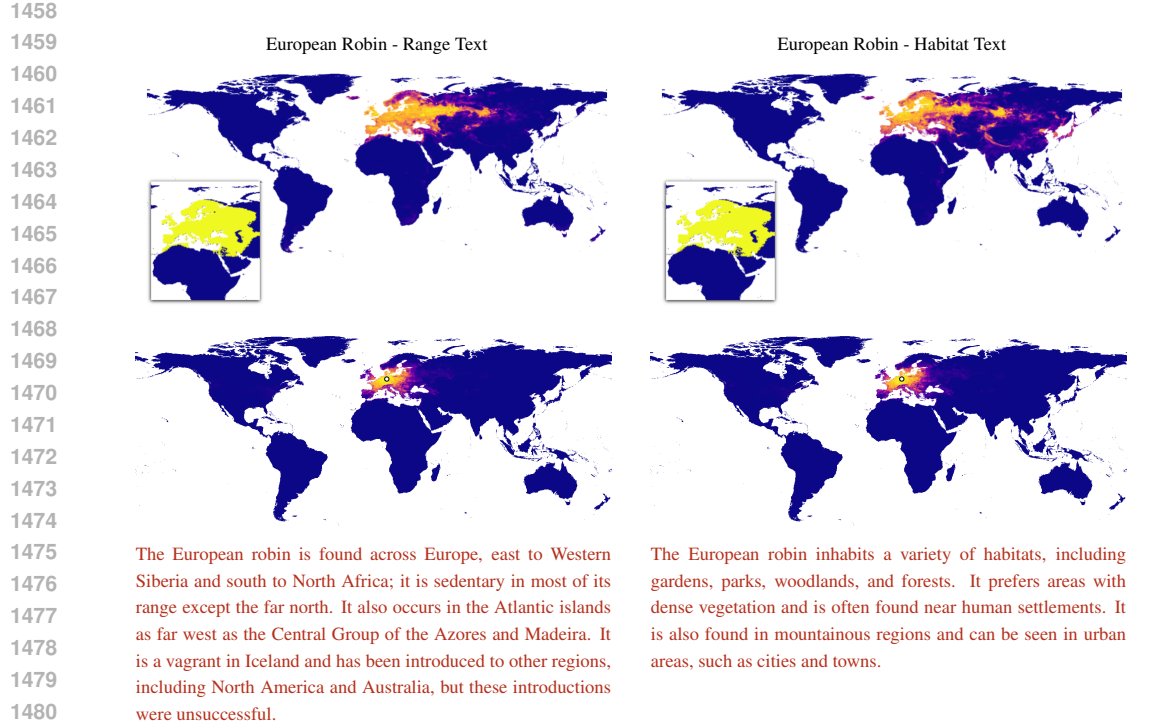 1458
1459
1460
1461
1462
1463
1464
1465
1466
1467
1468
1469
1470
1471
1472
1473
1474
1475
1476
1477
1478
1479
1480
European Robin - Range Text
European Robin - Habitat Text
The European robin is found across Europe, east to Western
Siberia and south to North Africa; it is sedentary in most of its
range except the far north. It also occurs in the Atlantic islands
as far west as the Central Group of the Azores and Madeira. It
is a vagrant in Iceland and has been introduced to other regions,
including North America and Australia, but these introductions
were unsuccessful.
The European robin inhabits a variety of habitats, including
gardens, parks, woodlands, and forests. It prefers areas with
dense vegetation and is often found near human settlements. It
is also found in mountainous regions and can be seen in urban
areas, such as cities and towns.